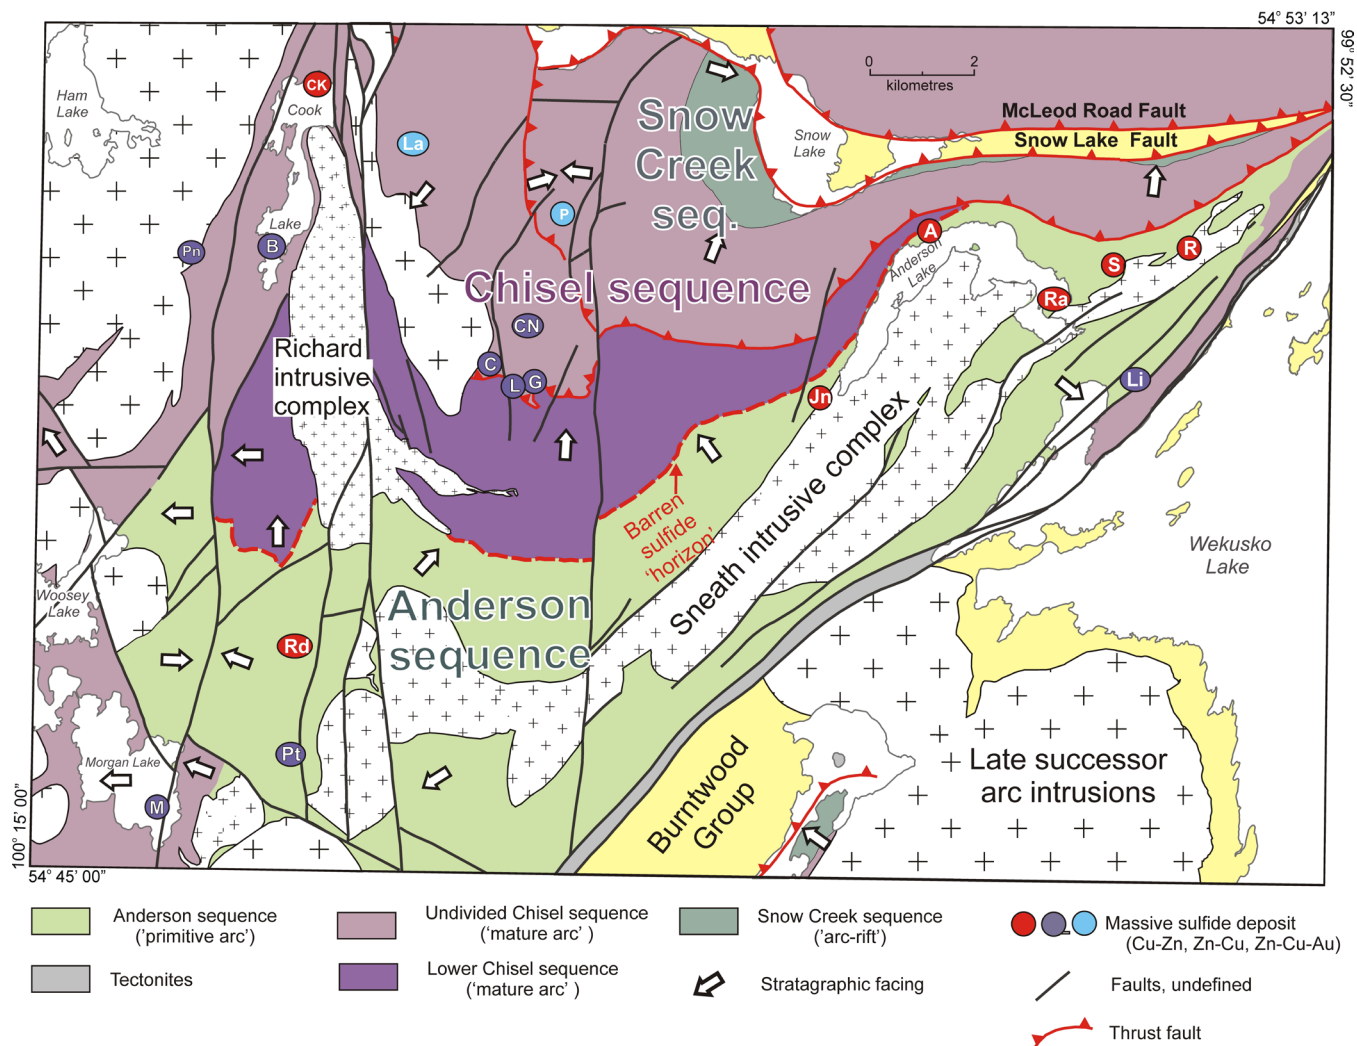 54° 53' 13"
99° 52' 30"
Ham
Lake
CK
Cook
La
Snow
Creek
seq.
0
2
kilometres
McLeod Road Fault
Snow Lake Fault
Snow
Lake
P
Lake
Pn
B
A
Anderson
Lake
R
S
Ra
Chisel sequence
CN
C
L
G
Richard
intrusive
complex
Jn
Li
Barren
sulfide
'horizon'
Sneath intrusive complex
Wekusko
Lake
Woosey
Lake
Anderson
sequence
Rd
Pt
Morgan Lake
M
Burntwood
Group
Late successor
arc intrusions
100° 15' 00"
54° 45' 00"
Anderson sequence
('primitive arc')
Undivided Chisel sequence
('mature arc' )
Snow Creek sequence
('arc-rift')
Massive sulfide deposit
(Cu-Zn, Zn-Cu, Zn-Cu-Au)
Tectonites
Lower Chisel sequence
('mature arc' )
Stratagraphic facing
Faults, undefined
Thrust fault